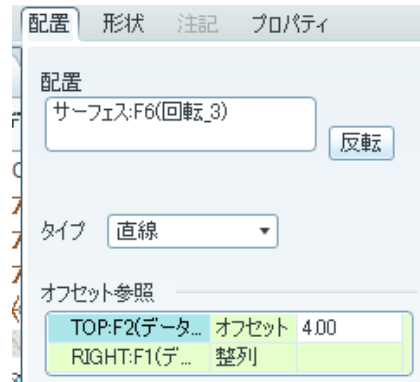 配置 形状 注記 プロパティ
配置
サーフェス:F6(回転_3)
反転
タイプ 直線
オフセット参照
TOP:F2(データ... オフセット 4.00
RIGHT:F1(デ... 整列